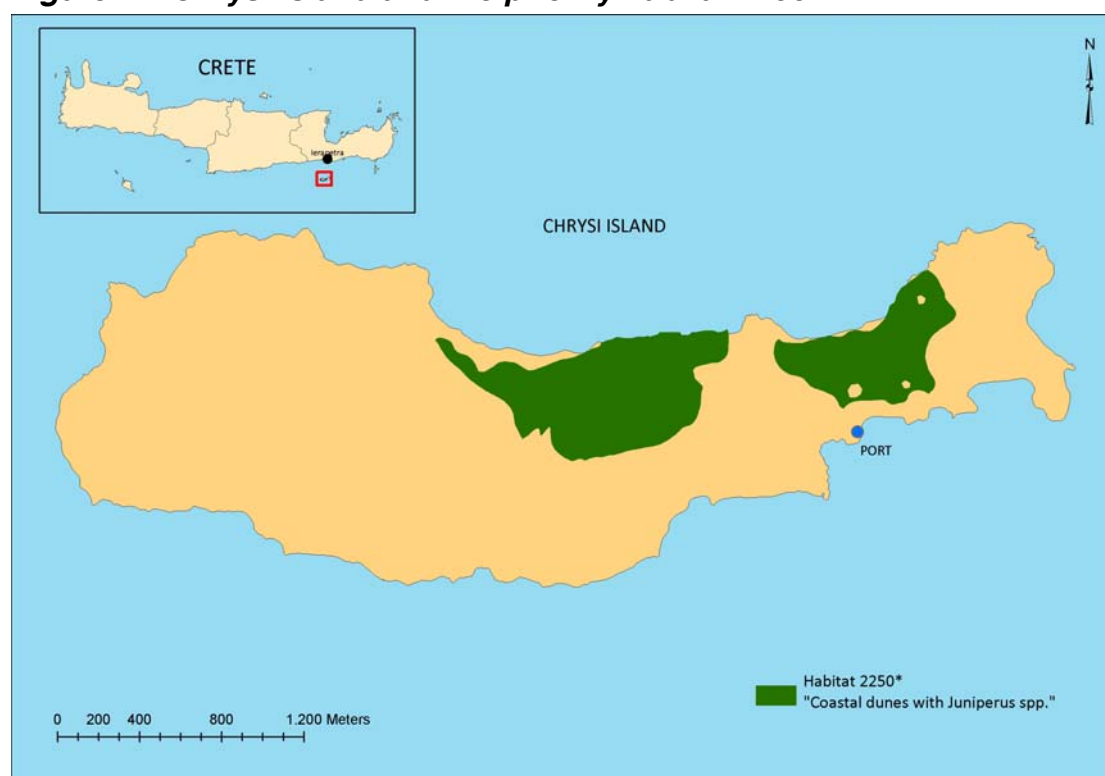 CRETE
Ierapetra
N
CHRYSI ISLAND
PORT
Habitat 2250*
"Coastal dunes with Juniperus spp."
0 200 400 800 1.200 Meters